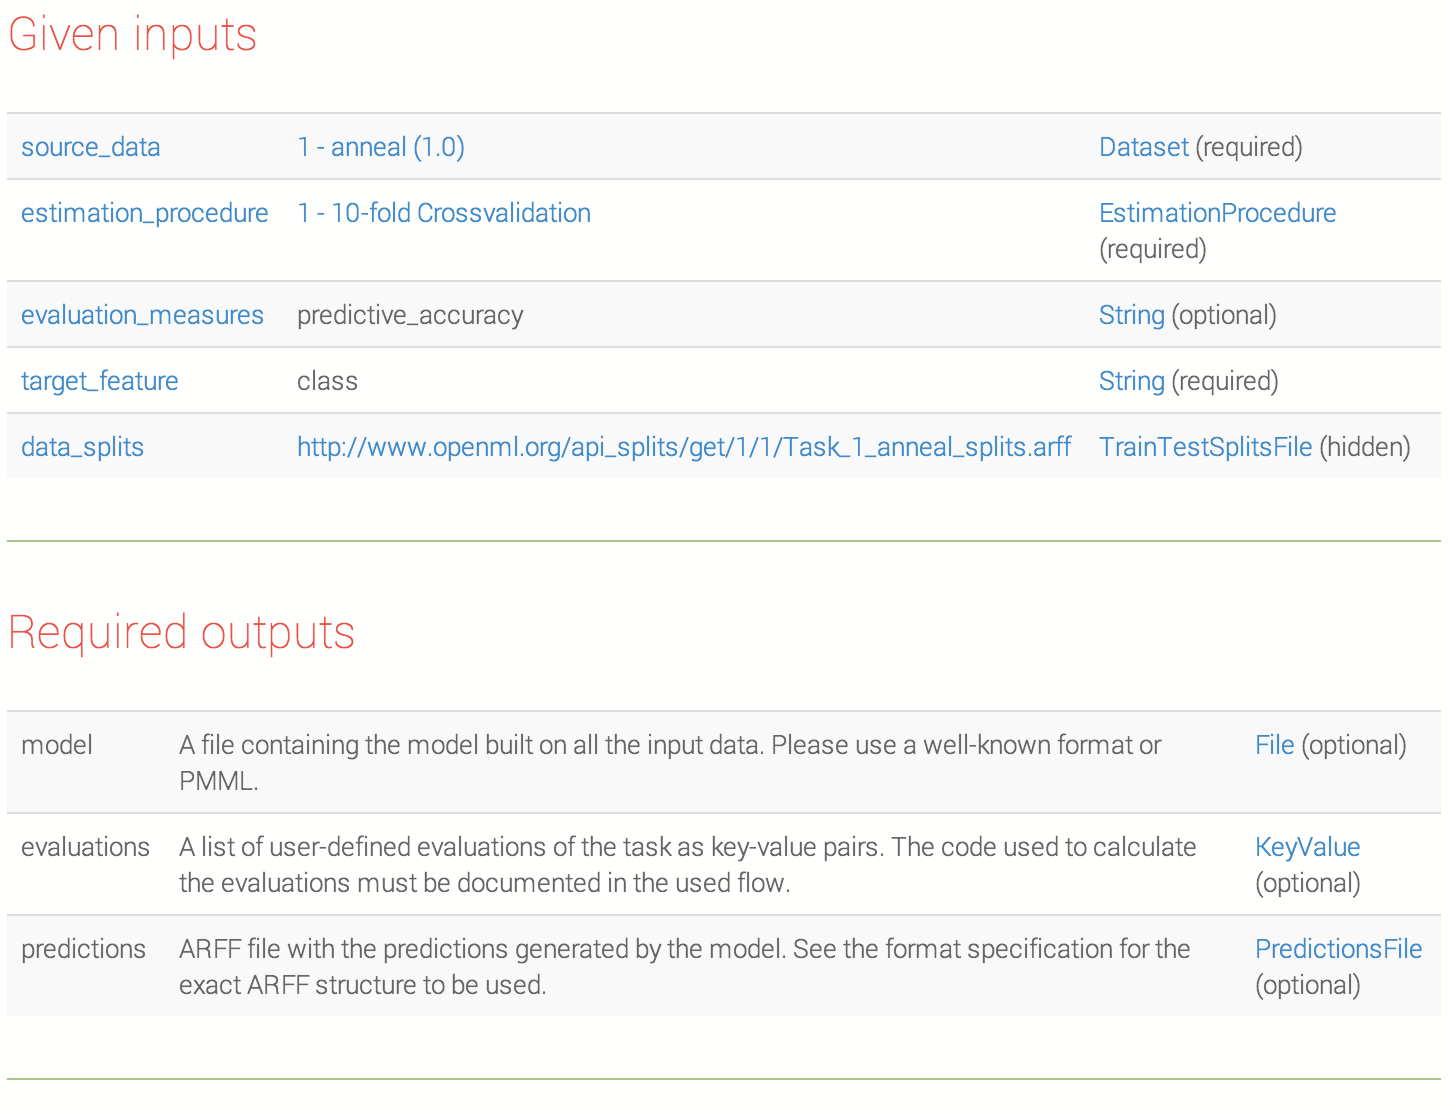 Given inputs
source_data 1 - anneal (1.0) Dataset (required)
estimation_procedure 1 - 10-fold Crossvalidation EstimationProcedure
(required)
evaluation_measures predictive_accuracy String (optional)
target_feature class String (required)
data_splits http://www.openml.org/api_splits/get/1/1/Task_1_anneal_splits.arff TrainTestSplitsFile (hidden)
Required outputs
model A file containing the model built on all the input data. Please use a well-known format or File (optional)
PMML.
evaluations A list of user-defined evaluations of the task as key-value pairs. The code used to calculate KeyValue
the evaluations must be documented in the used flow. (optional)
predictions ARFF file with the predictions generated by the model. See the format specification for the PredictionsFile
exact ARFF structure to be used. (optional)